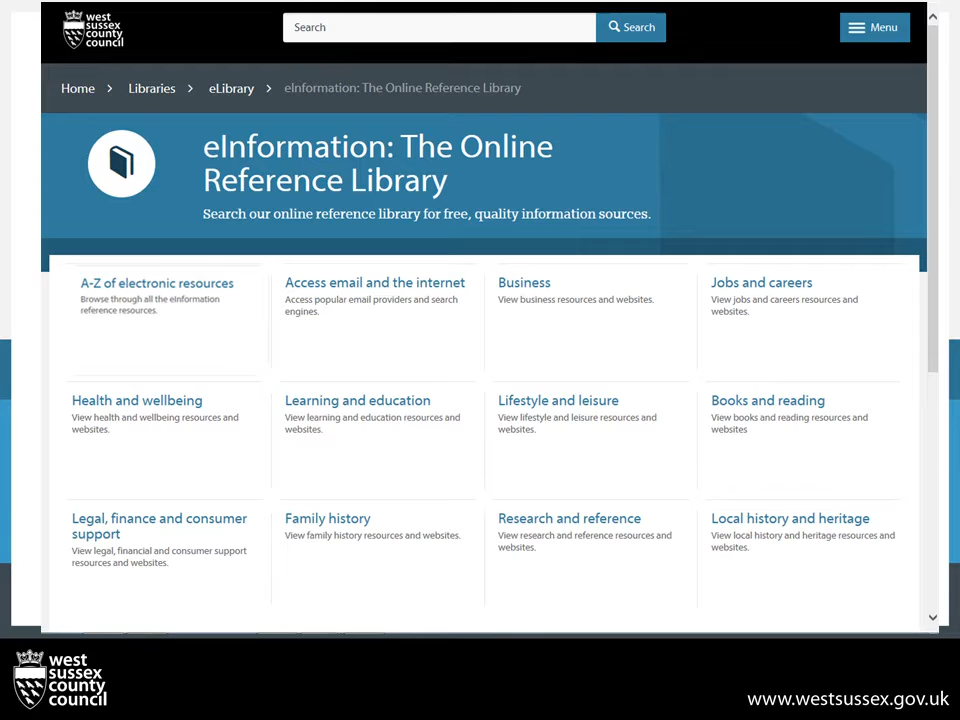 west
sussex
county
council
Search
Search
Menu
Home > Libraries > eLibrary > eInformation: The Online Reference Library
eInformation: The Online
Reference Library
Search our online reference library for free, quality information sources.
A-Z of electronic resources
Browse through all the eInformation
reference resources.
Access email and the internet
Access popular email providers and search
engines.
Business
View business resources and websites.
Jobs and careers
View jobs and careers resources and
websites.
Health and wellbeing
View health and wellbeing resources and
websites.
Learning and education
View learning and education resources and
websites.
Lifestyle and leisure
View lifestyle and leisure resources and
websites.
Books and reading
View books and reading resources and
websites
Legal, finance and consumer
support
View legal, financial and consumer support
resources and websites.
Family history
View family history resources and websites.
Research and reference
View research and reference resources and
websites.
Local history and heritage
View local history and heritage resources and
websites.
west
sussex
county
council
www.westsussex.gov.uk